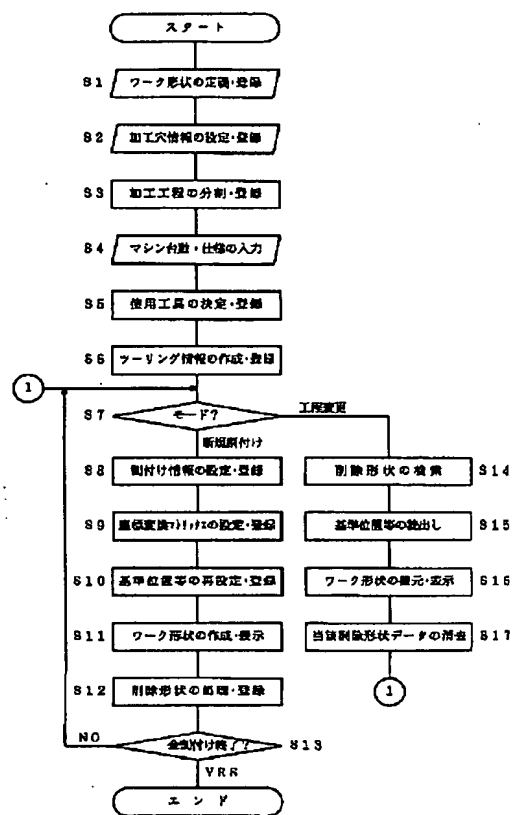 スタート
S1 ワーク形状の定義・登録
S2 加工穴情報の設定・登録
S3 加工工程の分割・登録
S4 マシン台数・仕様の入力
S5 使用工具の決定・登録
S6 ツーリング情報の作成・登録
1
S7 モード?
工程変更
新規割付け
S8 割付け情報の設定・登録
S9 座標変換マトリックスの設定・登録
S10 基準位置等の再設定・登録
S11 ワーク形状の作成・表示
S12 削除形状の処理・登録
NO 全割付け終了? S13
YES
エンド
削除形状の検索 S14
基準位置等の読出し S15
ワーク形状の復元・表示 S16
当該削除形状データの消去 S17
1